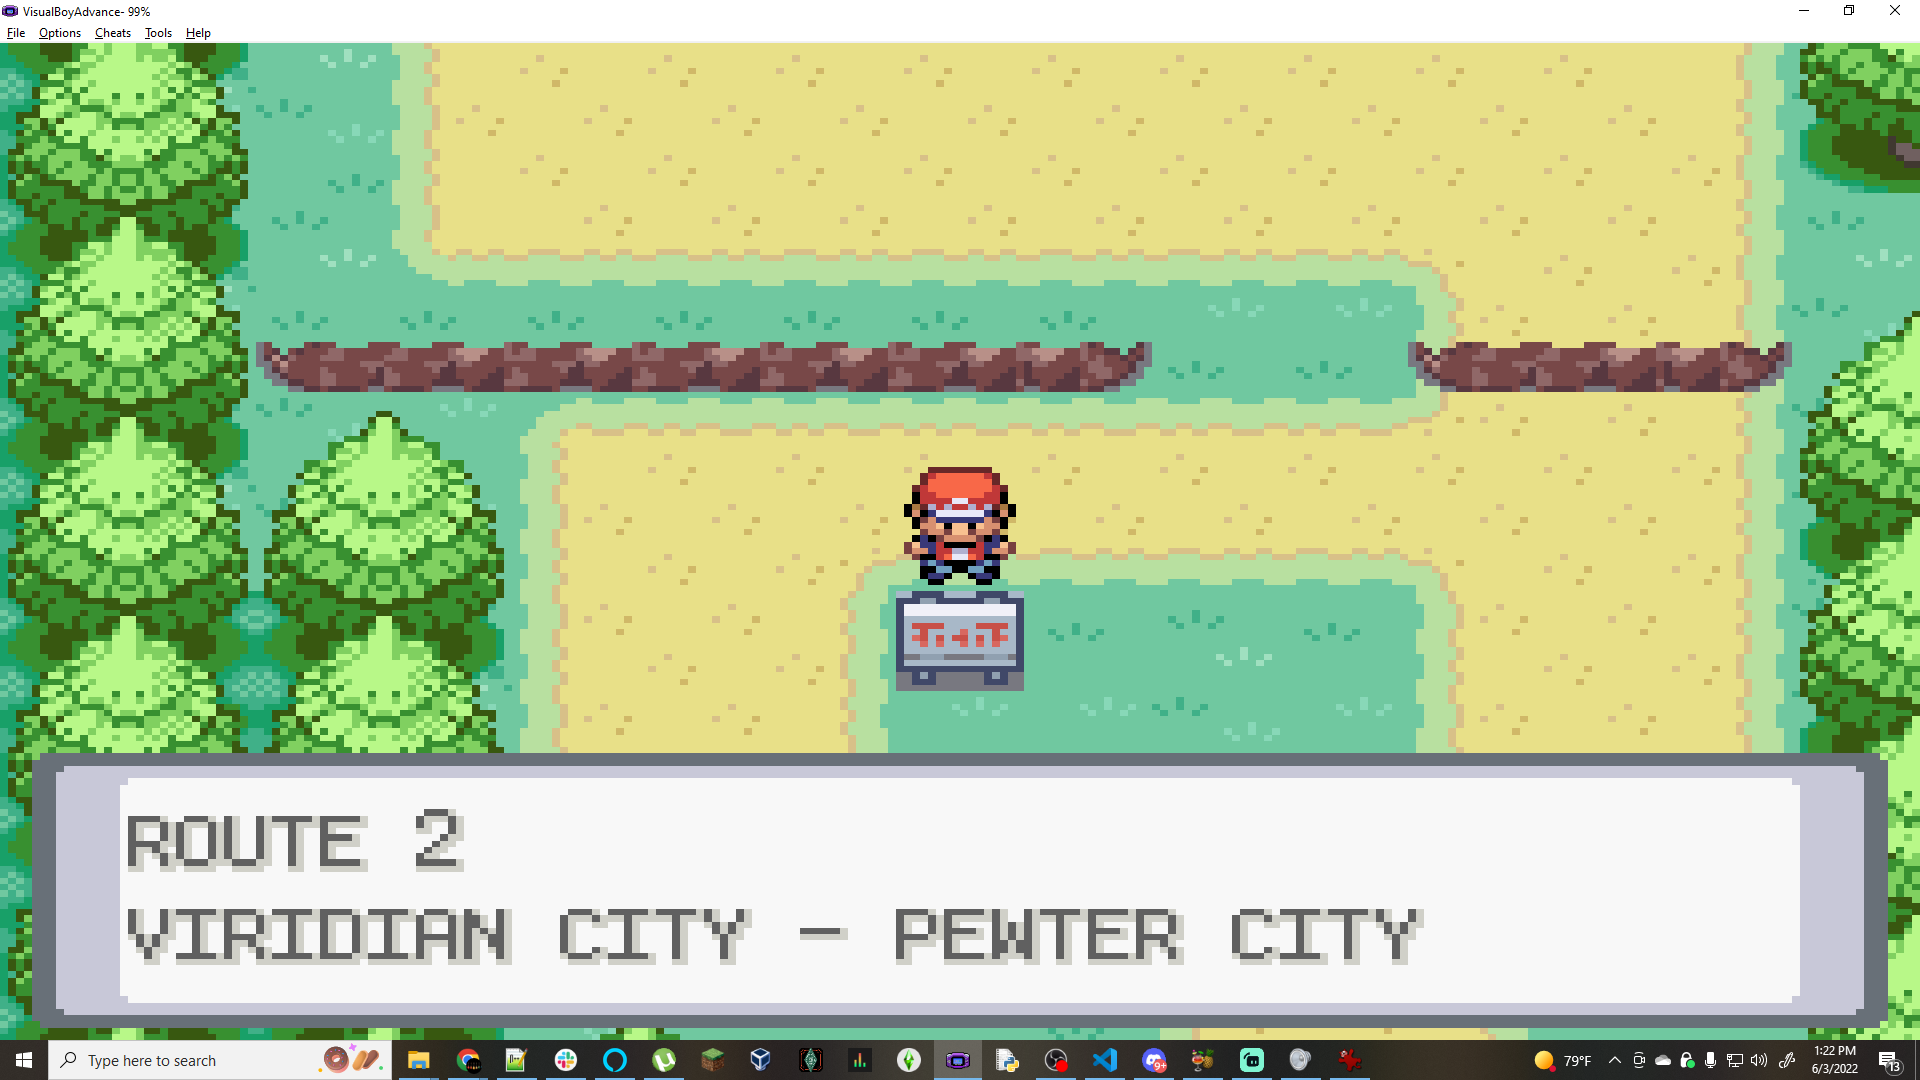 VisualBoyAdvance- 99%
File Options Cheats Tools Help
ROUTE 2
VIRIDIAN CITY - PEWTER CITY
Type here to search
9+
79°F
1:22 PM
6/3/2022
13